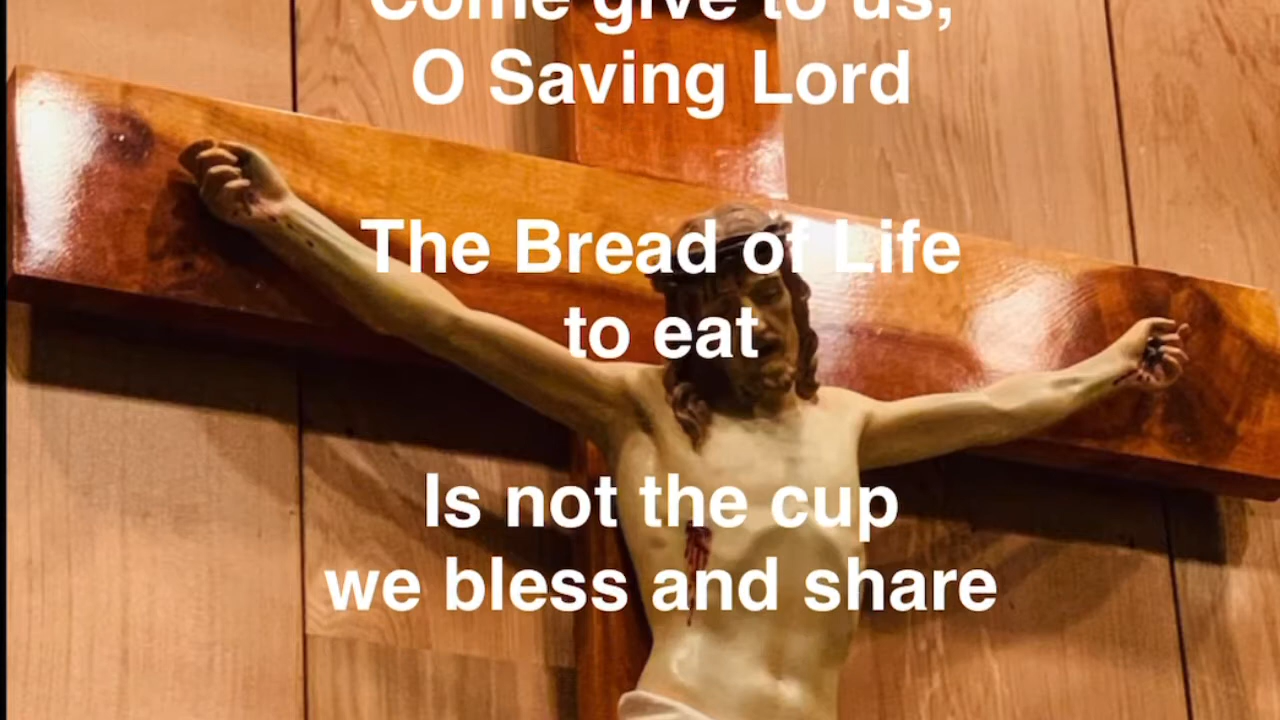 Come give to us,
O Saving Lord
The Bread of Life
to eat
Is not the cup
we bless and share